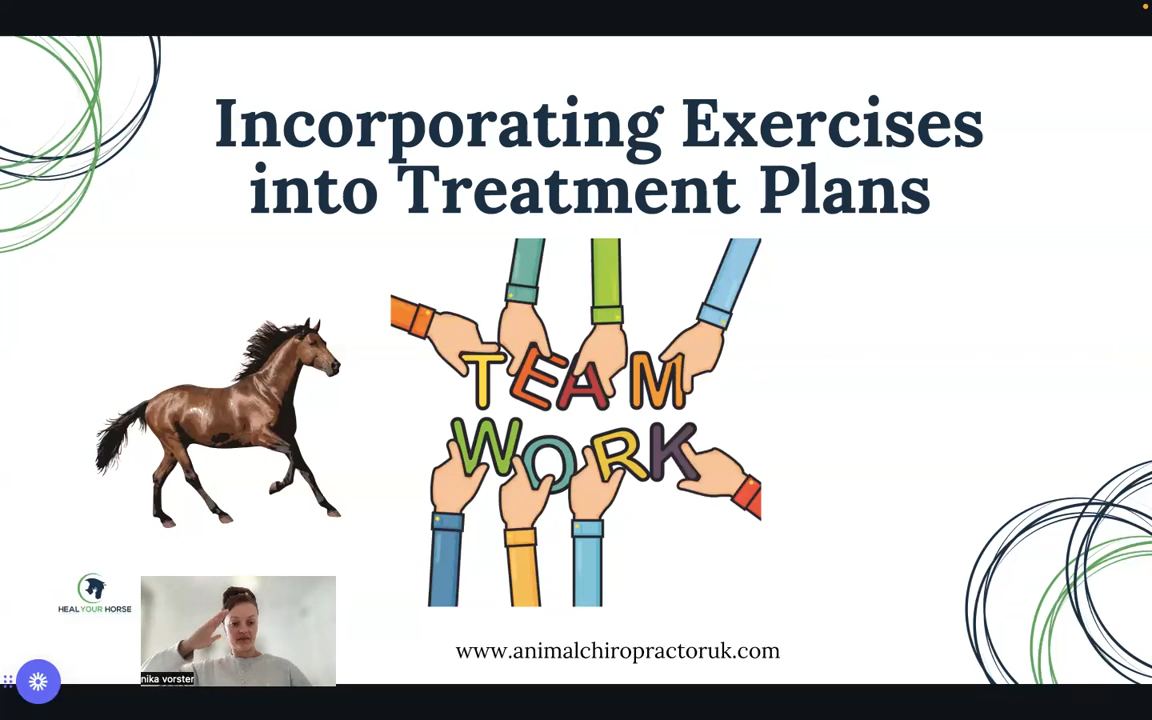 Incorporating Exercises
into Treatment Plans
TEAM
WORK
HEAL YOUR HORSE
nika vorster
www.animalchiropractoruk.com